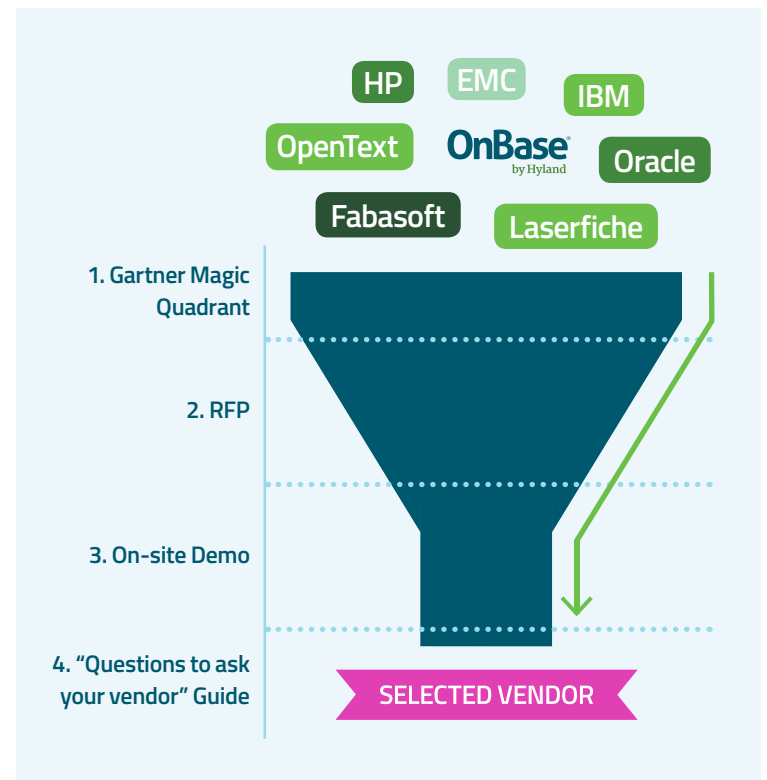 HP
EMC
IBM
OpenText
OnBase®
by Hyland
Oracle
Fabasoft
Laserfiche
1. Gartner Magic
Quadrant
2. RFP
3. On-site Demo
4. “Questions to ask
your vendor” Guide
SELECTED VENDOR